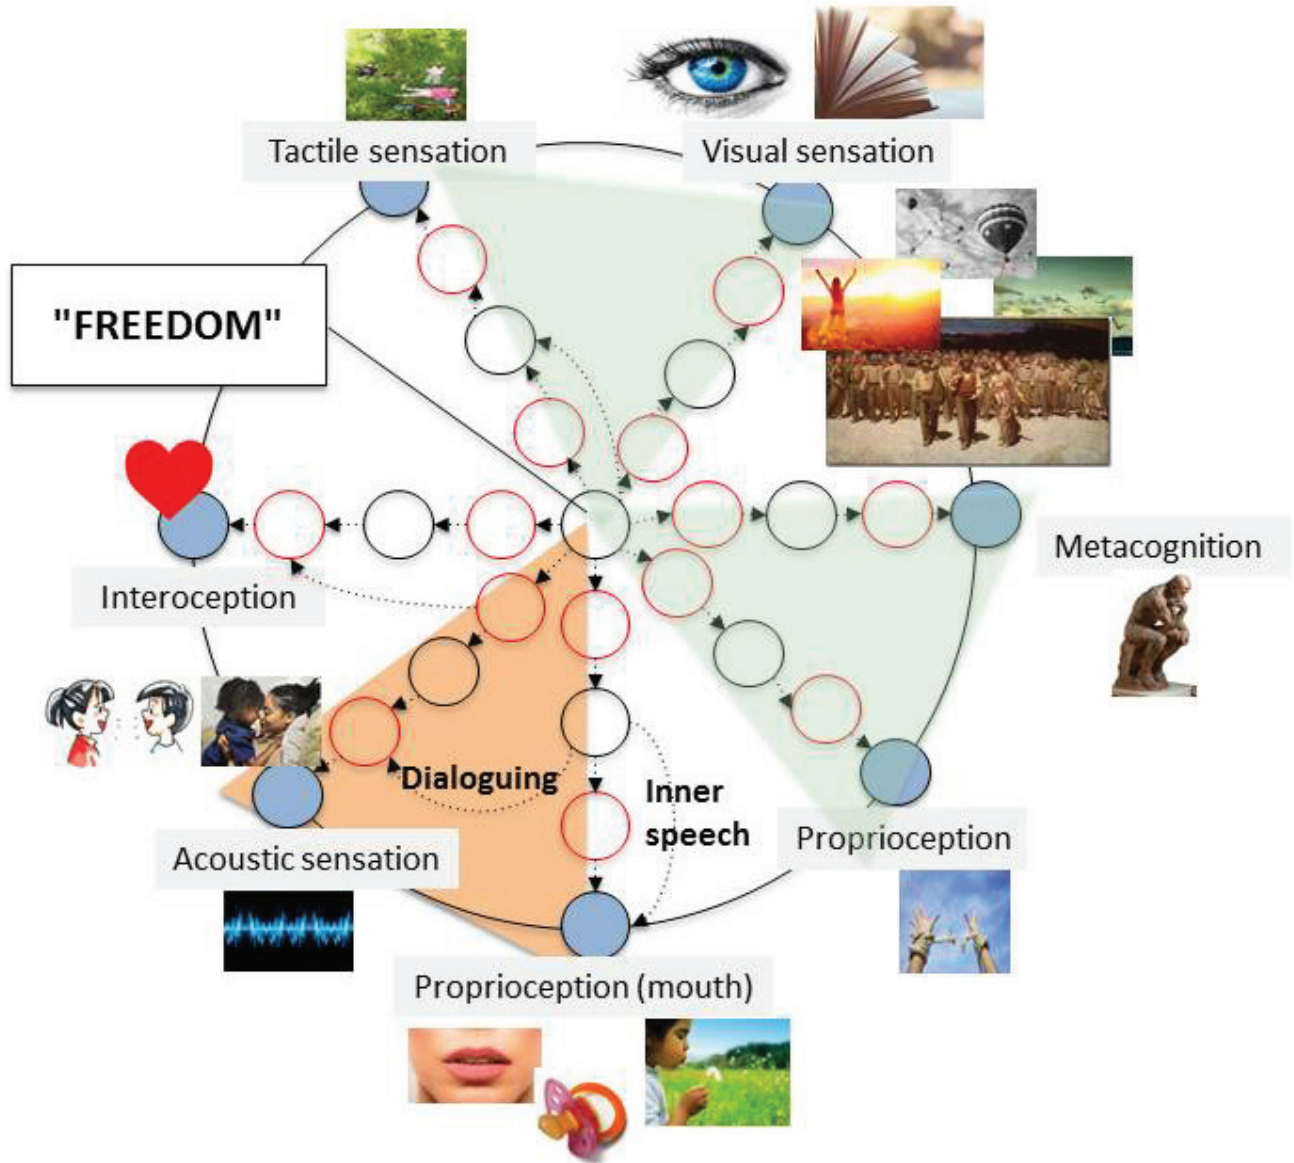 Tactile sensation
Visual sensation
"FREEDOM"
Metacognition
Interoception
Dialoguing
Inner
speech
Proprioception
Acoustic sensation
Proprioception (mouth)